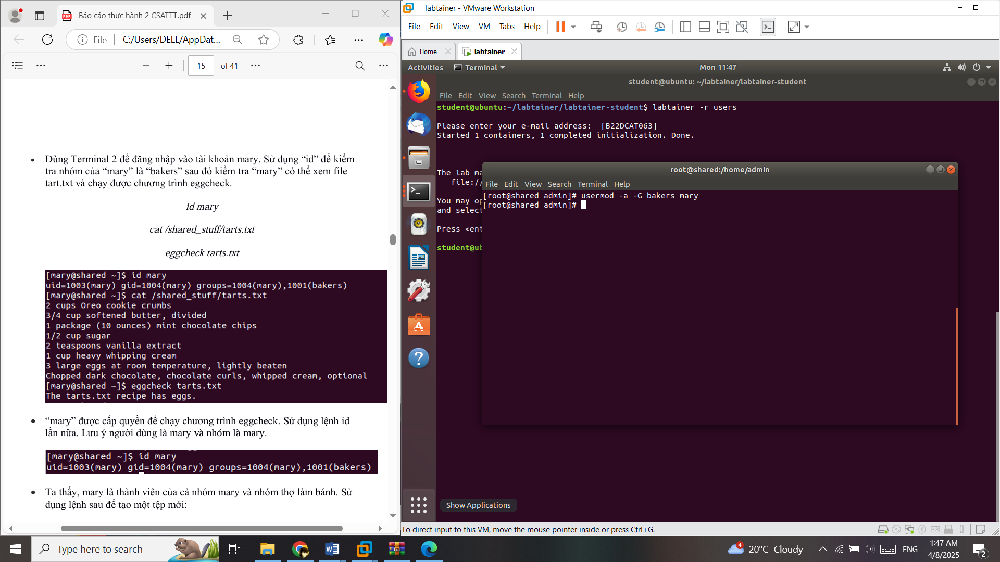 Báo cáo thực hành 2 CSATTT.pdf
File
C:/Users/DELL/AppDat...
15
of 41
Dùng Terminal 2 để đăng nhập vào tài khoản mary. Sử dụng “id” để kiểm
tra nhóm của “mary” là “bakers” sau đó kiểm tra “mary” có thể xem file
tart.txt và chạy được chương trình eggcheck.
id mary
cat /shared_stuff/tarts.txt
eggcheck tarts.txt
[mary@shared ~]$ id mary
uid=1003(mary) gid=1004(mary) groups=1004(mary),1001(bakers)
[mary@shared ~]$ cat /shared_stuff/tarts.txt
2 cups Oreo cookie crumbs
3/4 cup softened butter, divided
1 package (10 ounces) mint chocolate chips
1/2 cup sugar
2 teaspoons vanilla extract
1 cup heavy whipping cream
3 large eggs at room temperature, lightly beaten
Chopped dark chocolate, chocolate curls, whipped cream, optional
[mary@shared ~]$ eggcheck tarts.txt
The tarts.txt recipe has eggs.
“mary” được cấp quyền để chạy chương trình eggcheck. Sử dụng lệnh id
lần nữa. Lưu ý người dùng là mary và nhóm là mary.
[mary@shared ~]$ id mary
uid=1003(mary) gid=1004(mary) groups=1004(mary),1001(bakers)
Ta thấy, mary là thành viên của cả nhóm mary và nhóm thợ làm bánh. Sử
dụng lệnh sau để tạo một tệp mới:
labtainer - VMware Workstation
File Edit View VM Tabs Help
Home
labtainer
Activities
Terminal
Mon 11:47
student@ubuntu: ~/labtainer/labtainer-student
File Edit View Search Terminal Help
student@ubuntu:~/labtainer/labtainer-student$ labtainer -r users
Please enter your e-mail address:  [B22DCAT063]
Started 1 containers, 1 completed initialization. Done.
The lab ma
file://
You may op
and select
Press <ent
student@ub
root@shared:/home/admin
File Edit View Search Terminal Help
[root@shared admin]# usermod -a -G bakers mary
[root@shared admin]#
Show Applications
To direct input to this VM, move the mouse pointer inside or press Ctrl+G.
Type here to search
4
20°C Cloudy
ENG
1:47 AM
4/8/2025
2